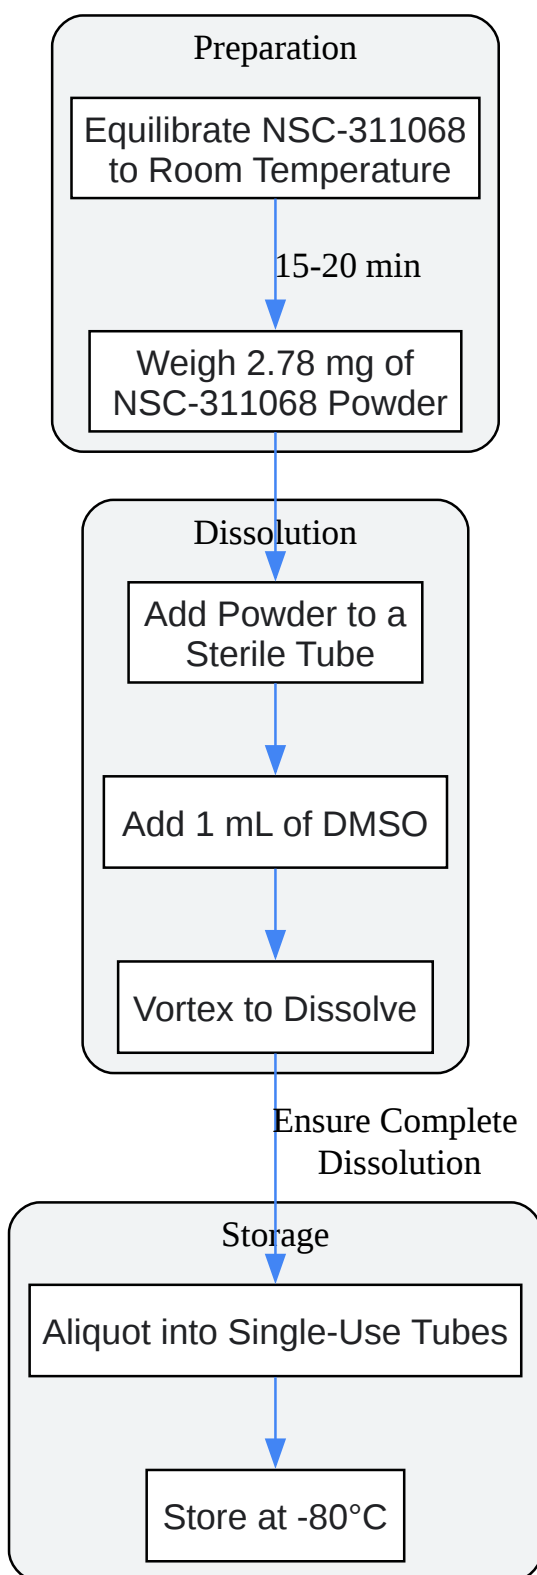 Preparation
Equilibrate NSC-311068
to Room Temperature
15-20 min
Weigh 2.78 mg of
NSC-311068 Powder
Dissolution
Add Powder to a
Sterile Tube
Add 1 mL of DMSO
Vortex to Dissolve
Ensure Complete
Dissolution
Storage
Aliquot into Single-Use Tubes
Store at -80°C